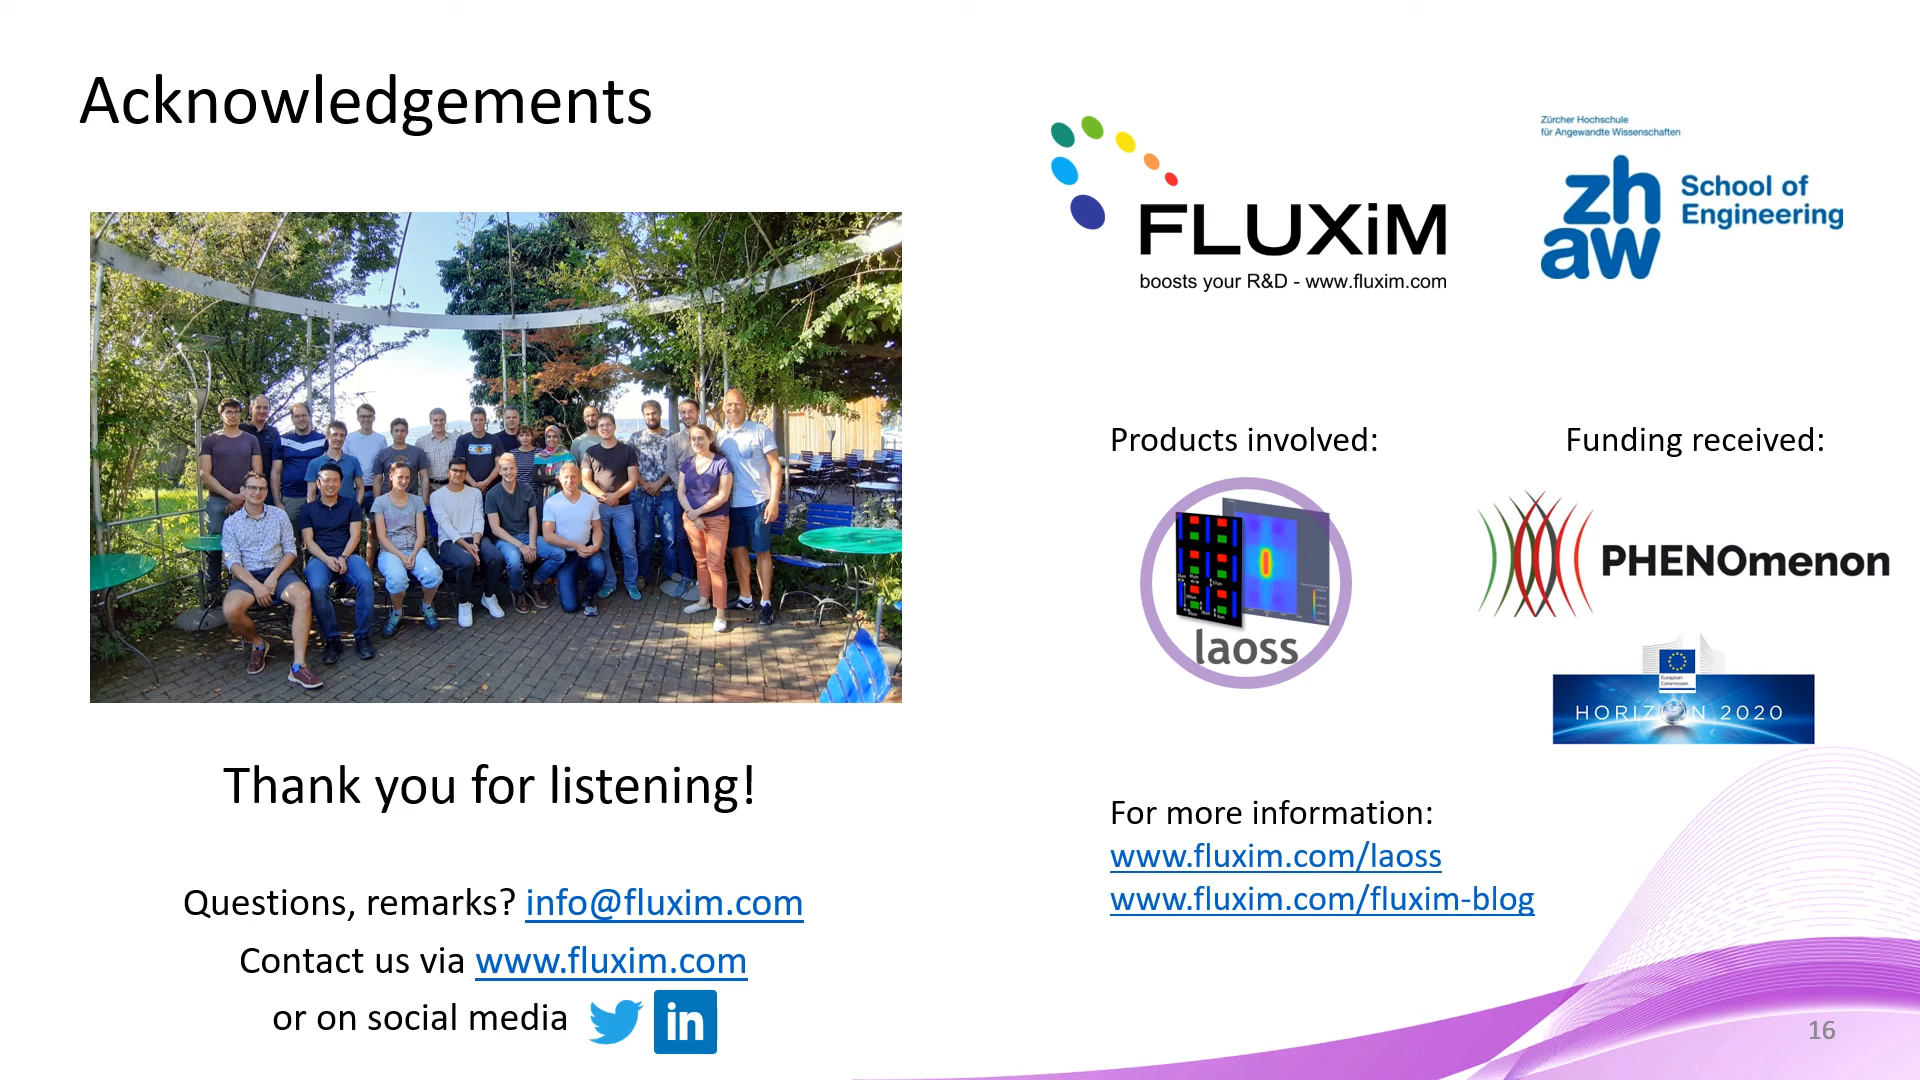 Acknowledgements
FLUXiM
boosts your R&D - www.fluxim.com
Zürcher Hochschule
für Angewandte Wissenschaften
zh
aw
School of
Engineering
Products involved:
laoss
Funding received:
PHENOmenon
European
Commission
HORIZON 2020
Thank you for listening!
Questions, remarks? info@fluxim.com
Contact us via www.fluxim.com
or on social media
in
For more information:
www.fluxim.com/laoss
www.fluxim.com/fluxim-blog
16